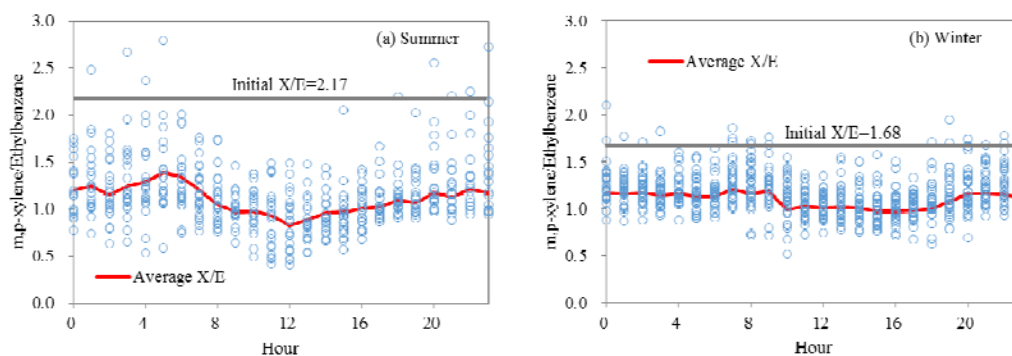 3.0
2.5
2.0
1.5
1.0
0.5
0.0
m,p-xylene/Ethylbenzene
(a) Summer
Initial X/E=2.17
Average X/E
0 4 8 12 16 20
Hour
3.0
2.5
2.0
1.5
1.0
0.5
0.0
m,p-xylene/Ethylbenzene
(b) Winter
Average X/E
Initial X/E=1.68
0 4 8 12 16 20
Hour